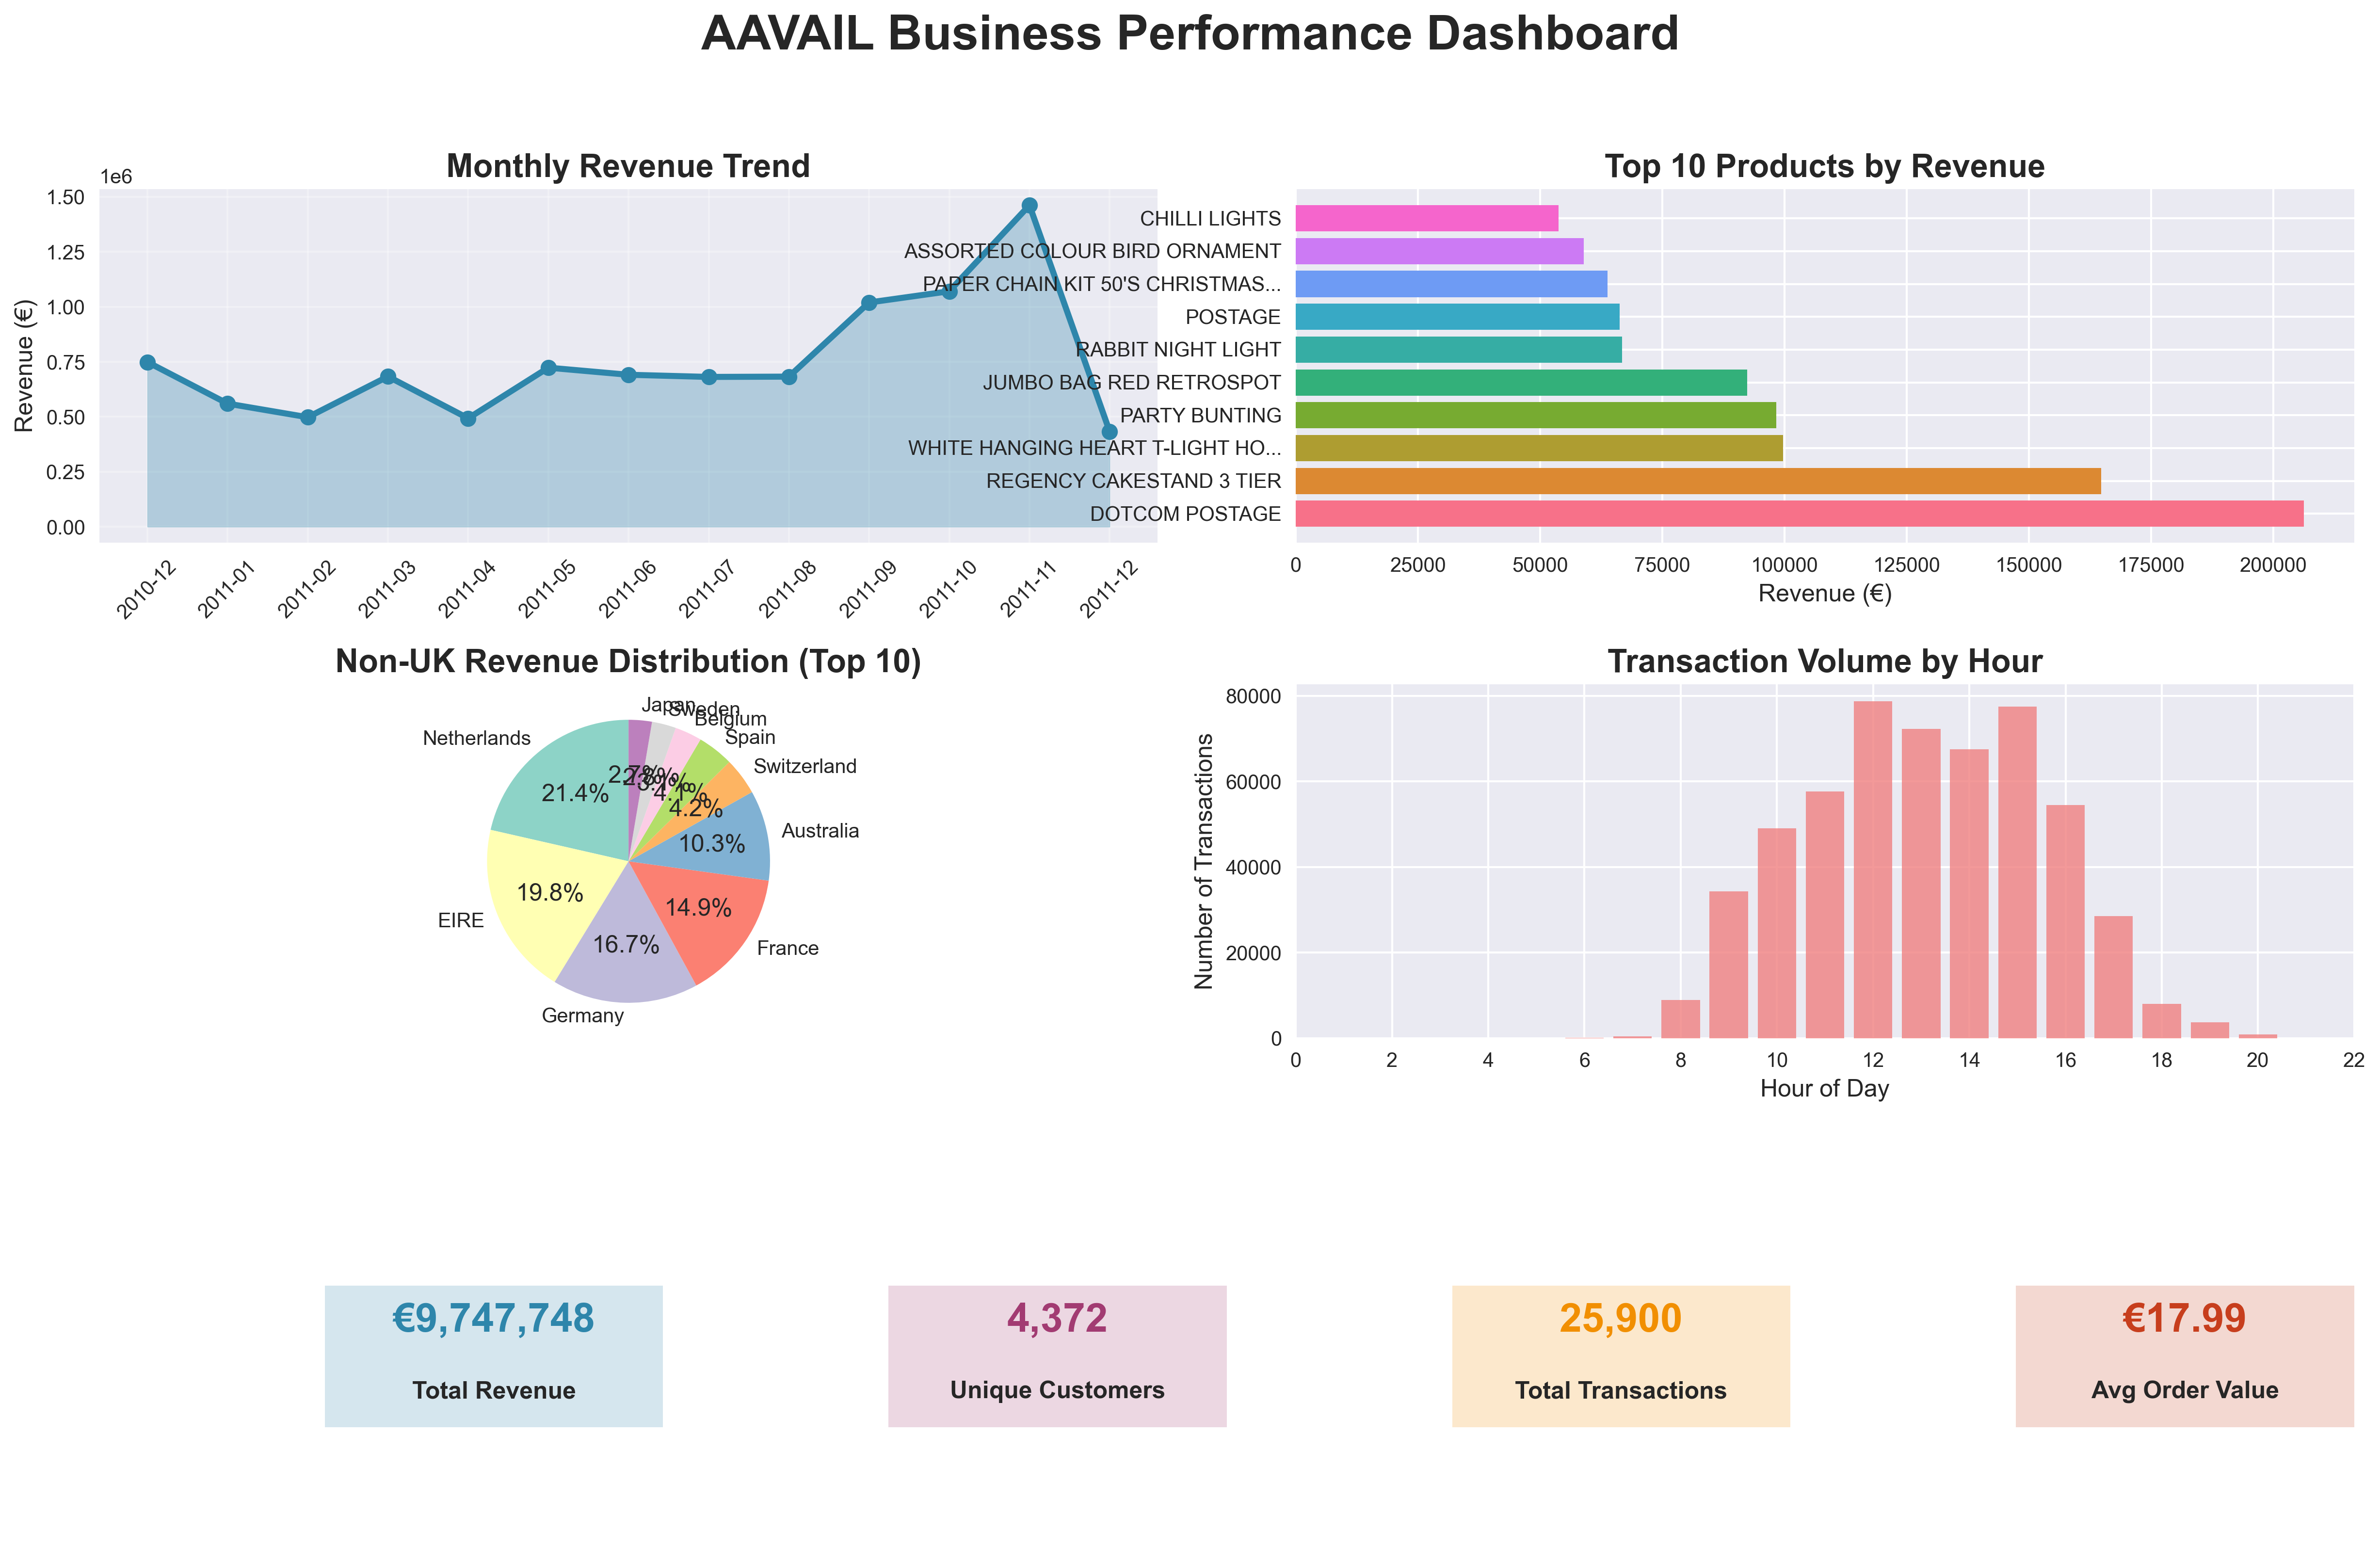 AAVAIL Business Performance Dashboard
Monthly Revenue Trend
1e6
1.50
1.25
1.00
0.75
0.50
0.25
0.00
Revenue (€)
2010-12
2011-01
2011-02
2011-03
2011-04
2011-05
2011-06
2011-07
2011-08
2011-09
2011-10
2011-11
2011-12
Top 10 Products by Revenue
CHILLI LIGHTS
ASSORTED COLOUR BIRD ORNAMENT
PAPER CHAIN KIT 50'S CHRISTMAS...
POSTAGE
RABBIT NIGHT LIGHT
JUMBO BAG RED RETROSPOT
PARTY BUNTING
WHITE HANGING HEART T-LIGHT HO...
REGENCY CAKESTAND 3 TIER
DOTCOM POSTAGE
0 25000 50000 75000 100000 125000 150000 175000 200000
Revenue (€)
Non-UK Revenue Distribution (Top 10)
Japan
Sweden
Belgium
Spain
Switzerland
Australia
France
Germany
EIRE
Netherlands
2.7%
2.8%
3.1%
4.1%
4.2%
10.3%
14.9%
16.7%
19.8%
21.4%
Transaction Volume by Hour
80000
60000
40000
20000
0
Number of Transactions
0 2 4 6 8 10 12 14 16 18 20 22
Hour of Day
€9,747,748
Total Revenue
4,372
Unique Customers
25,900
Total Transactions
€17.99
Avg Order Value